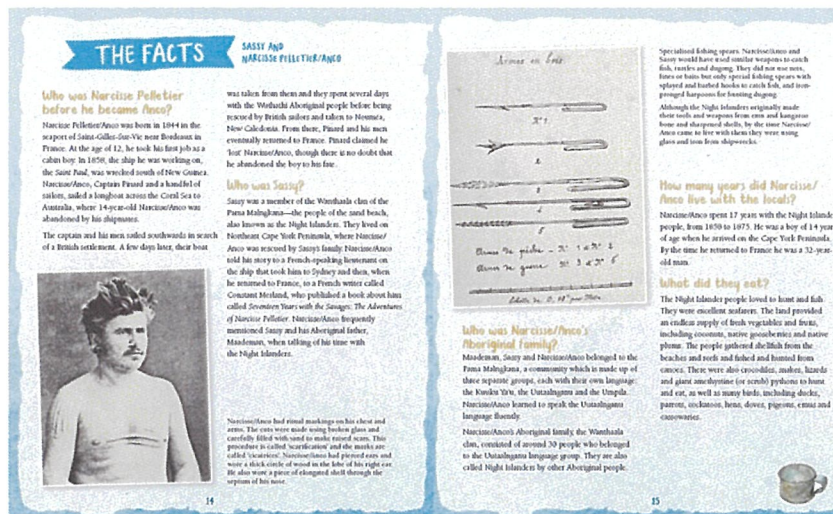 THE FACTS
SASSY AND
NARCISSE PELLETIER/ANCO
Who was Narcisse Pelletier
before he became Anco?
Narcisse Pelletier/Anco was born in 1844 in the
seaport of Saint-Gilles-Sur-Vie near Bordeaux in
France. At the age of 12, he took his first job as a
cabin boy. In 1858, the ship he was working on,
the Saint Paul, was wrecked south of New Guinea.
Narcisse/Anco, Captain Pinard and a handful of
sailors, sailed a longboat across the Coral Sea to
Australia, where 14-year-old Narcisse/Anco was
abandoned by his shipmates.
The captain and his men sailed southwards in search
of a British settlement. A few days later, their boat
was taken from them and they spent several days
with the Wuthathi Aboriginal people before being
rescued by British sailors and taken to Noumea,
New Caledonia. From there, Pinard and his men
eventually returned to France. Pinard claimed he
'lost' Narcisse/Anco, though there is no doubt that
he abandoned the boy to his fate.
Who was Sassy?
Sassy was a member of the Wanthaala clan of the
Pama Malngkana—the people of the sand beach,
also known as the Night Islanders. They lived on
Northeast Cape York Peninsula, where Narcisse/
Anco was rescued by Sassy's family. Narcisse/Anco
told his story to a French-speaking lieutenant on
the ship that took him to Sydney and then, when
he returned to France, to a French writer called
Constant Merland, who published a book about him
called Seventeen Years with the Savages: The Adventures
of Narcisse Pelletier. Narcisse/Anco frequently
mentioned Sassy and his Aboriginal father,
Maademan, when talking of his time with
the Night Islanders.
Narcisse/Anco had ritual markings on his chest and
arms. The cuts were made using broken glass and
carefully filled with sand to make raised scars. This
procedure is called 'scarification' and the marks are
called 'cicatrices'. Narcisse/Anco had pierced ears and
wore a thick circle of wood in the lobe of his right ear.
He also wore a piece of elongated shell through the
septum of his nose.
14
Armes en bois
No 1
2
3
4
5
Armes de pêche - No 1 & No 2
Armes de guerre No 3 à No 5
Who was Narcisse/Anco's
Aboriginal family?
Maademan, Sassy and Narcisse/Anco belonged to the
Pama Malngkana, a community which is made up of
three separate groups, each with their own language:
the Kuuku Ya'u, the Uutaalnganu and the Umpila.
Narcisse/Anco learned to speak the Uutaalnganu
language fluently.
Narcisse/Anco's Aboriginal family, the Wanthaala
clan, consisted of around 30 people who belonged
to the Uutaalnganu language group. They are also
called Night Islanders by other Aboriginal people.
Specialised fishing spears. Narcisse/Anco and
Sassy would have used similar weapons to catch
fish, turtles and dugong. They did not use nets,
lines or baits but only special fishing spears with
splayed and barbed hooks to catch fish, and iron-
pronged harpoons for hunting dugong.
Although the Night Islanders originally made
their tools and weapons from emu and kangaroo
bone and sharpened shells, by the time Narcisse/
Anco came to live with them they were using
glass and iron from shipwrecks.
How many years did Narcisse/
Anco live with the locals?
Narcisse/Anco spent 17 years with the Night Islande
people, from 1858 to 1875. He was a boy of 14 year
of age when he arrived on the Cape York Peninsula.
By the time he returned to France he was a 32-year-
old man.
What did they eat?
The Night Islander people loved to hunt and fish.
They were excellent seafarers. The land provided
an endless supply of fresh vegetables and fruits,
including coconuts, native gooseberries and native
plums. The people gathered shellfish from the
beaches and reefs and fished and hunted from
canoes. There were also crocodiles, snakes, lizards
and giant amethystine (or scrub) pythons to hunt
and eat, as well as many birds, including ducks,
parrots, cockatoos, hens, doves, pigeons, emus and
cassowaries.
15